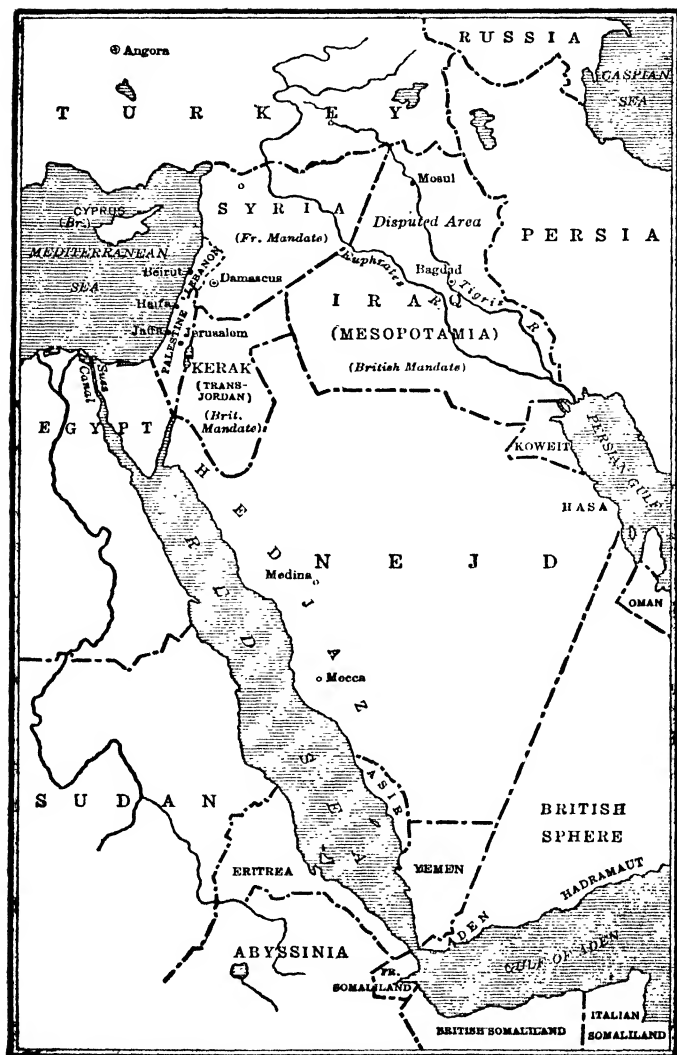 RUSSIA
Angora
CASPIAN
SEA
TURKEY
Mosul
SYRIA
(Fr. Mandate)
Disputed Area
PERSIA
CYPRUS
(Br.)
MEDITERRANEAN
SEA
Beirut
LEBANON
Damascus
Euphrates
Bagdad
Tigris
R.
Haifa
Jaffa
Jerusalem
PALESTINE
IRAQ
(MESOPOTAMIA)
(British Mandate)
KERAK
(TRANS-
JORDAN)
(Brit.
Mandate)
Suez
Canal
EGYPT
KOWEIT
PERSIAN GULF
HASA
HEDJAZ
NEJD
Medina
OMAN
RED SEA
Mecca
ASIR
SUDAN
BRITISH
SPHERE
ERITREA
YEMEN
HADRAMAUT
ADEN
ABYSSINIA
GULF OF ADEN
FR.
SOMALILAND
BRITISH SOMALILAND
ITALIAN
SOMALILAND